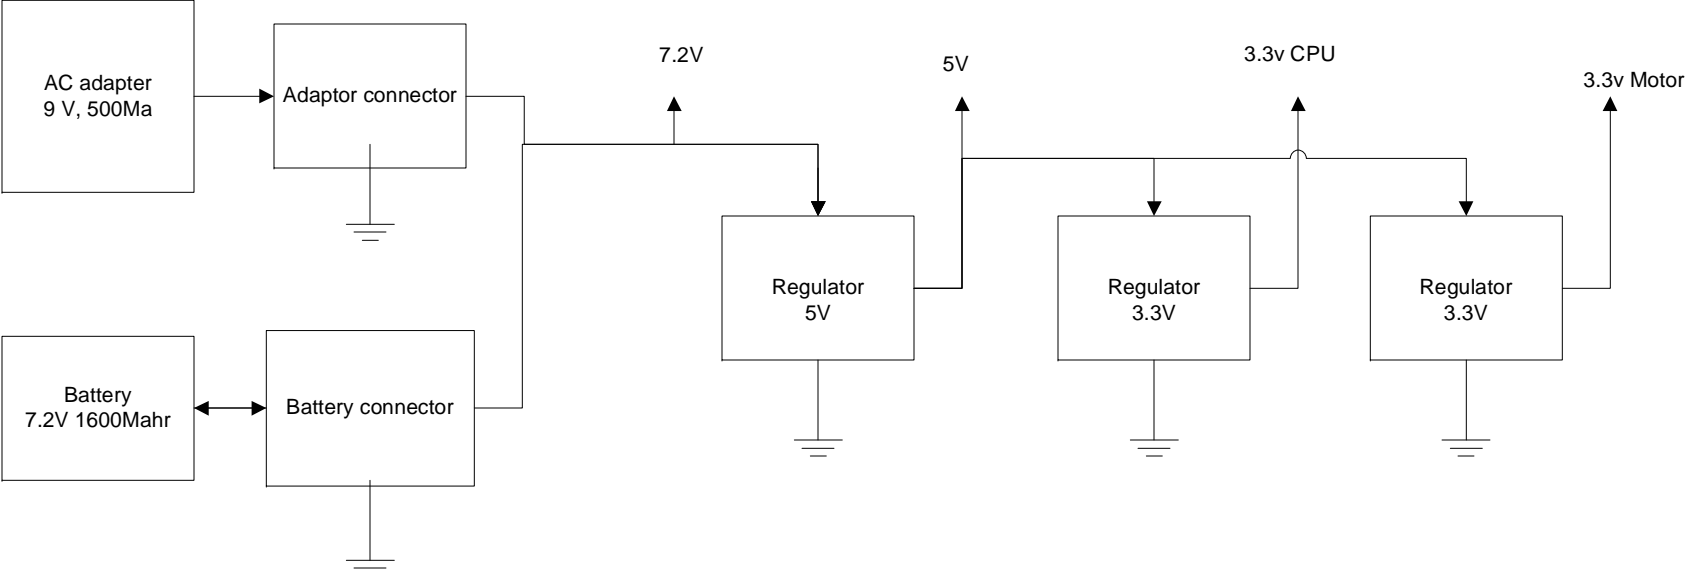 AC adapter
9 V, 500Ma
Adaptor connector
7.2V
5V
3.3v CPU
3.3v Motor
Regulator
5V
Regulator
3.3V
Regulator
3.3V
Battery
7.2V 1600Mahr
Battery connector